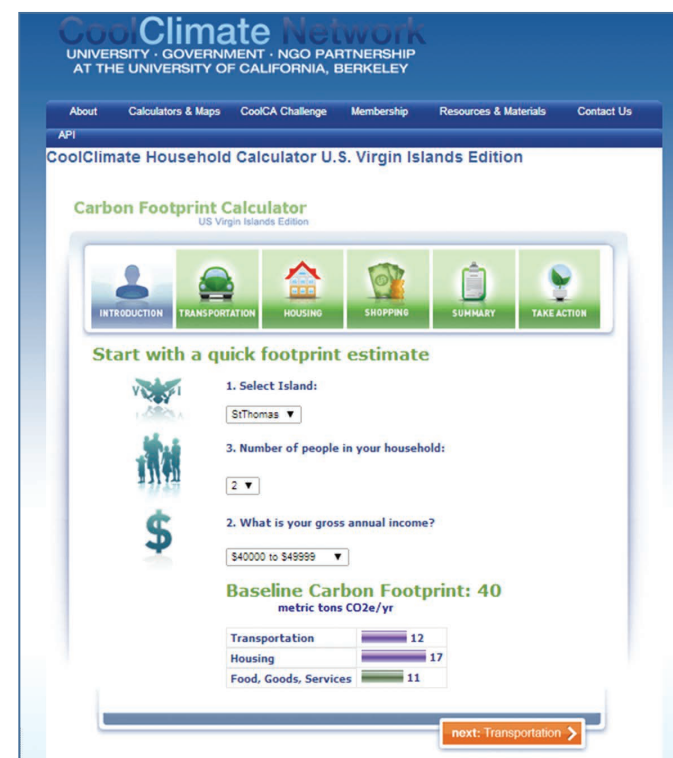 CoolClimate Network
UNIVERSITY · GOVERNMENT · NGO PARTNERSHIP
AT THE UNIVERSITY OF CALIFORNIA, BERKELEY
About Calculators & Maps CoolCA Challenge Membership Resources & Materials Contact Us
API
CoolClimate Household Calculator U.S. Virgin Islands Edition
Carbon Footprint Calculator
US Virgin Islands Edition
INTRODUCTION TRANSPORTATION HOUSING SHOPPING SUMMARY TAKE ACTION
Start with a quick footprint estimate
V I
1. Select Island:
StThomas ▼
3. Number of people in your household:
2 ▼
$
2. What is your gross annual income?
$40000 to $49999 ▼
Baseline Carbon Footprint: 40
metric tons CO2e/yr
Transportation 12
Housing 17
Food, Goods, Services 11
next: Transportation